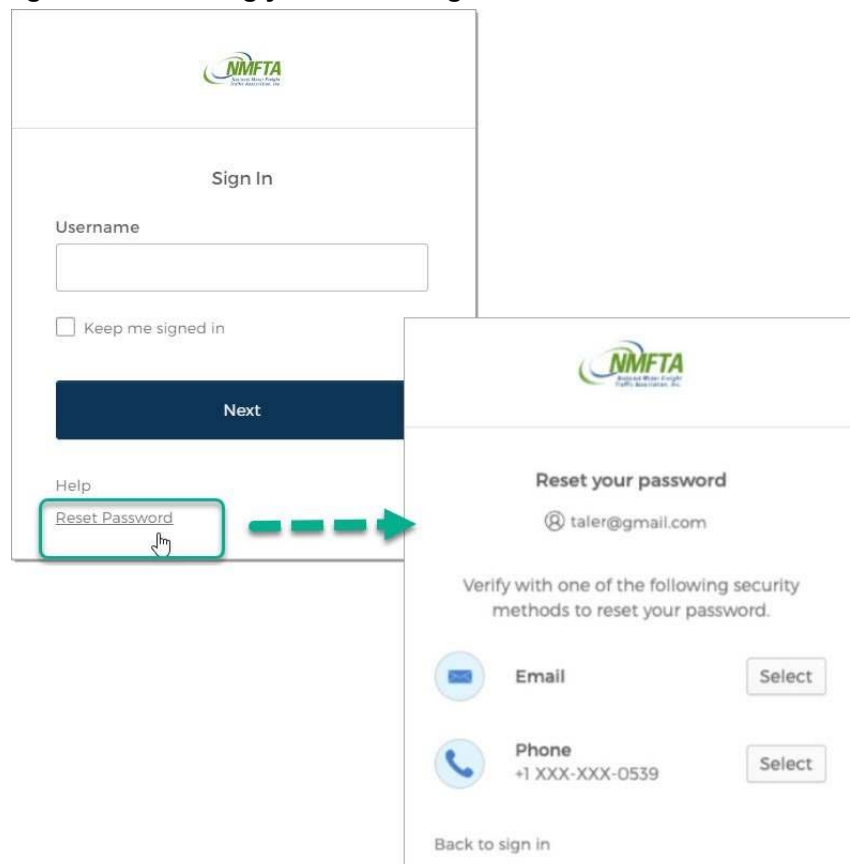 NMFTA
Sign In
Username
Keep me signed in
Next
Help
Reset Password
NMFTA
Reset your password
taler@gmail.com
Verify with one of the following security
methods to reset your password.
Email
Select
Phone
Select
+1 XXX-XXX-0539
Back to sign in